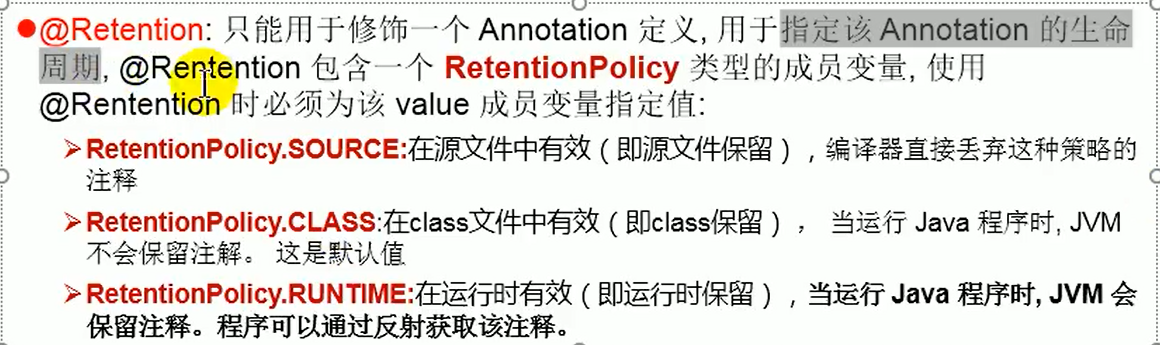 @Retention: 只能用于修饰一个 Annotation 定义, 用于指定该 Annotation 的生命
周期, @Rentention 包含一个 RetentionPolicy 类型的成员变量, 使用
@Rentention 时必须为该 value 成员变量指定值:
RetentionPolicy.SOURCE:在源文件中有效（即源文件保留），编译器直接丢弃这种策略的
注释
RetentionPolicy.CLASS:在class文件中有效（即class保留）， 当运行 Java 程序时, JVM
不会保留注解。 这是默认值
RetentionPolicy.RUNTIME:在运行时有效（即运行时保留），当运行 Java 程序时, JVM 会
保留注释。程序可以通过反射获取该注释。